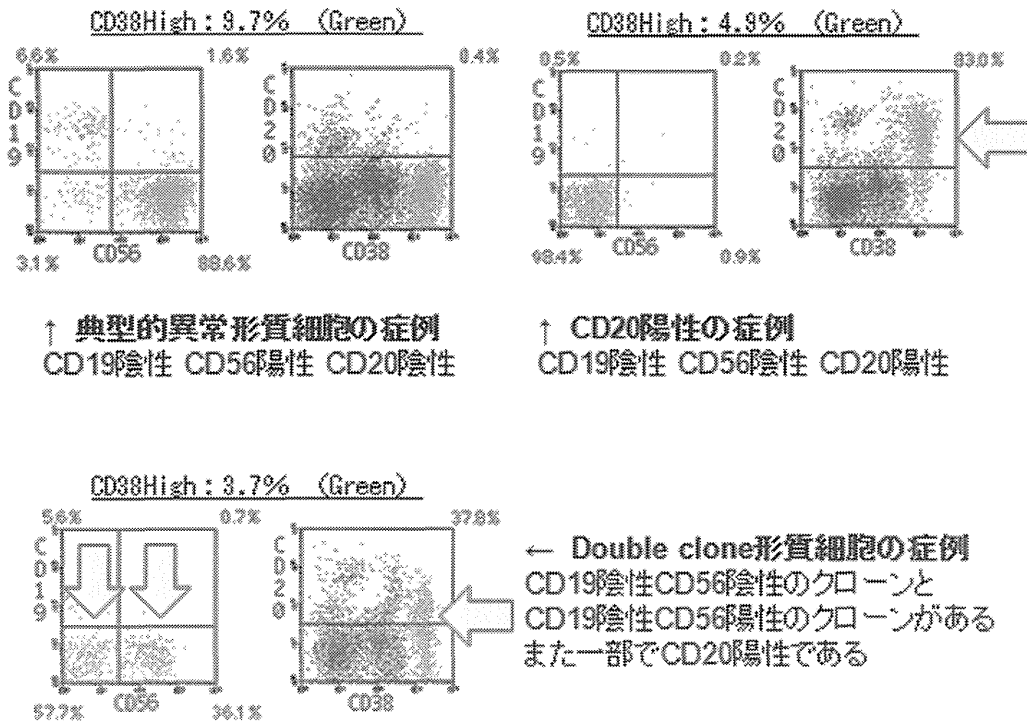 CD38High:9.7% (Green)
CD38High:4.9% (Green)
6.6% 1.6% 0.4%
0.5% 0.2% 83.0%
CD19
CD20
CD19
CD20
CD56 CD38
CD56 CD38
3.1% 88.6%
98.4% 0.9%
↑ 典型的異常形質細胞の症例
CD19陰性 CD56陽性 CD20陰性
↑ CD20陽性の症例
CD19陰性 CD56陰性 CD20陽性
CD38High:3.7% (Green)
5.6% 0.7% 37.8%
CD19
CD20
CD56 CD38
57.7% 36.1%
← Double clone形質細胞の症例
CD19陰性CD56陰性のクローンと
CD19陰性CD56陽性のクローンがある
また一部でCD20陽性である